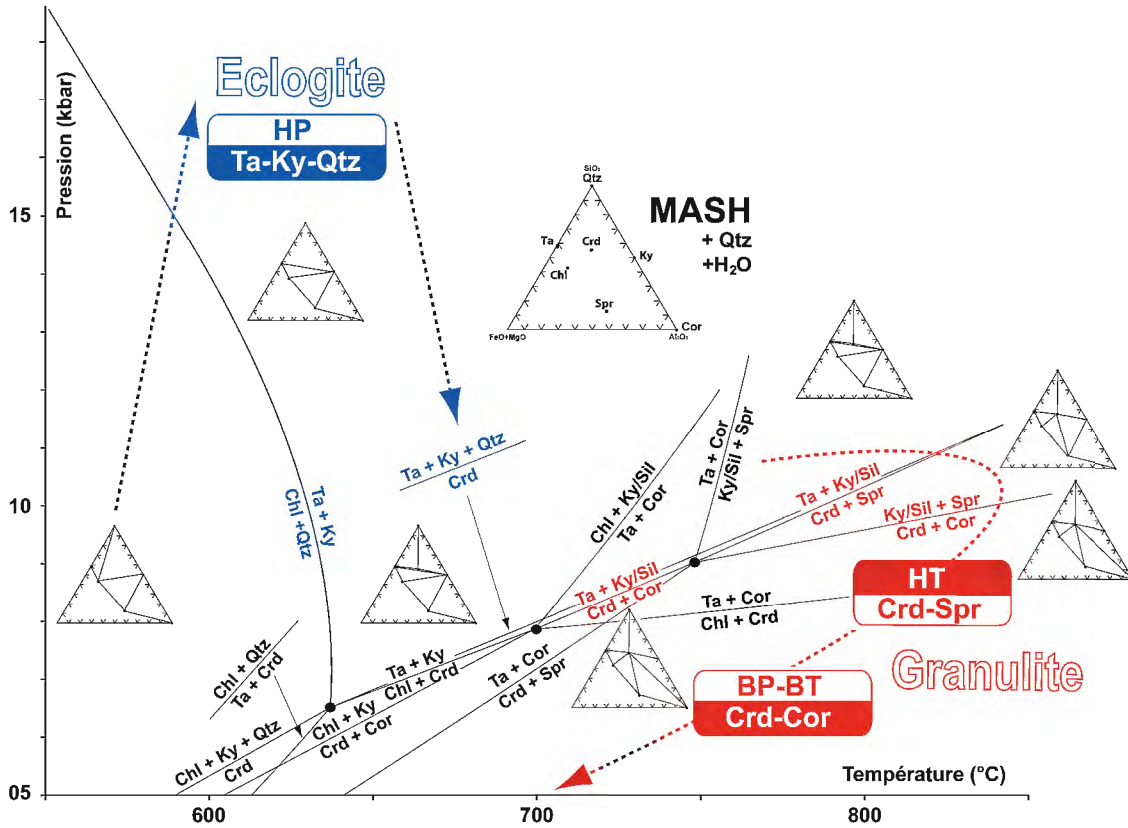 Pression (kbar)
15
10
05
600
700
800
Température (°C)
Eclogite
HP
Ta-Ky-Qtz
SiO₂
Qtz
Ta
Crd
Ky
Chl
Spr
Cor
FeO+MgO
Al₂O₃
MASH
+ Qtz
+H₂O
Ta + Ky
Chl +Qtz
Ta + Ky + Qtz
Crd
Chl + Ky/Sil
Ta + Cor
Ta + Cor
Ky/Sil + Spr
Ta + Ky/Sil
Crd + Spr
Ky/Sil + Spr
Crd + Cor
Ta + Ky/Sil
Crd + Cor
Ta + Cor
Chl + Crd
HT
Crd-Spr
Granulite
BP-BT
Crd-Cor
Chl + Qtz
Ta + Crd
Ta + Ky
Chl + Crd
Ta + Cor
Crd + Spr
Chl + Ky
Crd + Cor
Chl + Ky + Qtz
Crd